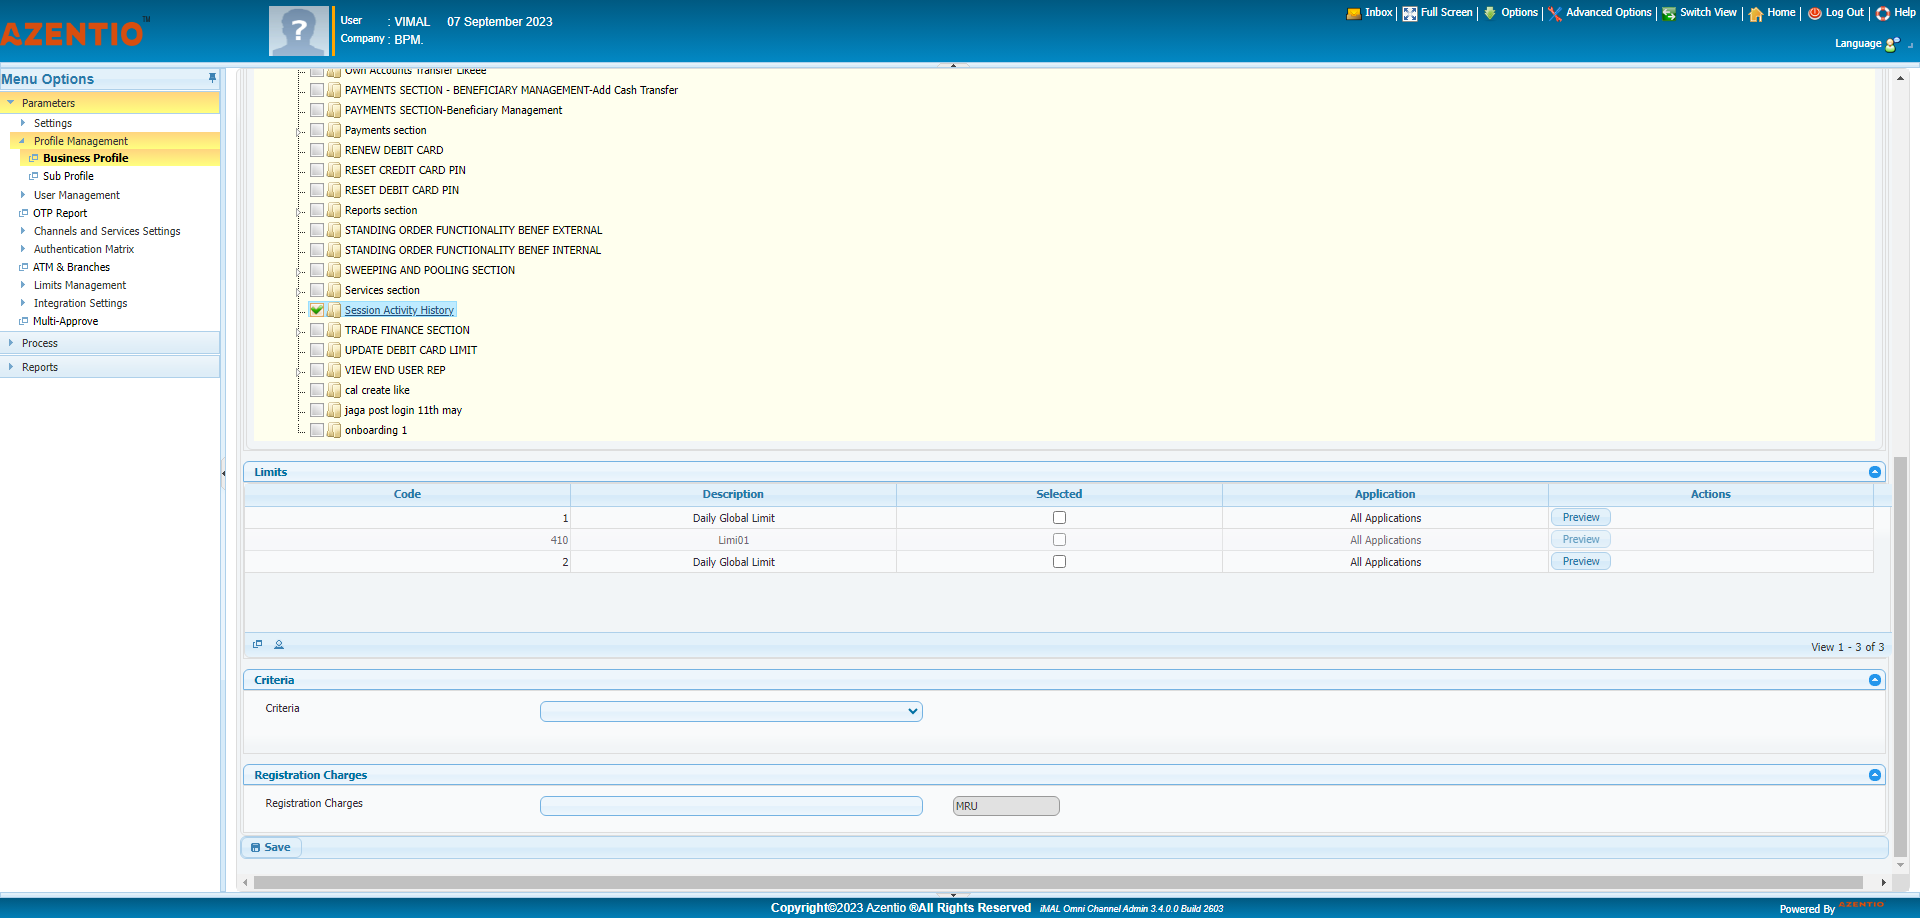 AZENTIO™
User : VIMAL 07 September 2023
Company : BPM.
Inbox Full Screen Options Advanced Options Switch View Home Log Out Help
Language
Menu Options
Parameters
Settings
Profile Management
Business Profile
Sub Profile
User Management
OTP Report
Channels and Services Settings
Authentication Matrix
ATM & Branches
Limits Management
Integration Settings
Multi-Approve
Process
Reports
Own Accounts Transfer Likeee
PAYMENTS SECTION - BENEFICIARY MANAGEMENT-Add Cash Transfer
PAYMENTS SECTION-Beneficiary Management
Payments section
RENEW DEBIT CARD
RESET CREDIT CARD PIN
RESET DEBIT CARD PIN
Reports section
STANDING ORDER FUNCTIONALITY BENEF EXTERNAL
STANDING ORDER FUNCTIONALITY BENEF INTERNAL
SWEEPING AND POOLING SECTION
Services section
Session Activity History
TRADE FINANCE SECTION
UPDATE DEBIT CARD LIMIT
VIEW END USER REP
cal create like
jaga post login 11th may
onboarding 1
Limits
Code Description Selected Application Actions
1 Daily Global Limit All Applications Preview
410 Limi01 All Applications Preview
2 Daily Global Limit All Applications Preview
View 1 - 3 of 3
Criteria
Criteria
Registration Charges
Registration Charges MRU
Save
Copyright©2023 Azentio ®All Rights Reserved iMAL Omni Channel Admin 3.4.0.0 Build 2603
Powered By AZENTIO